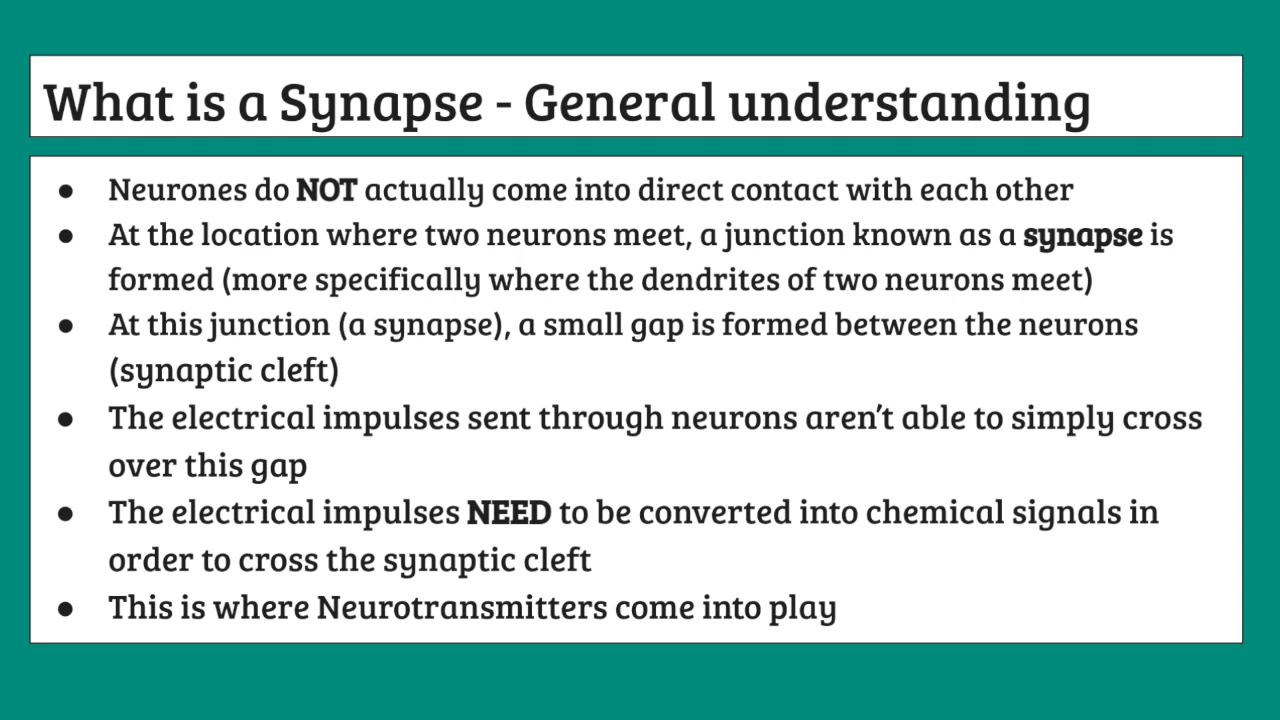 What is a Synapse - General understanding
● Neurones do NOT actually come into direct contact with each other
● At the location where two neurons meet, a junction known as a synapse is
formed (more specifically where the dendrites of two neurons meet)
● At this junction (a synapse), a small gap is formed between the neurons
(synaptic cleft)
● The electrical impulses sent through neurons aren’t able to simply cross
over this gap
● The electrical impulses NEED to be converted into chemical signals in
order to cross the synaptic cleft
● This is where Neurotransmitters come into play